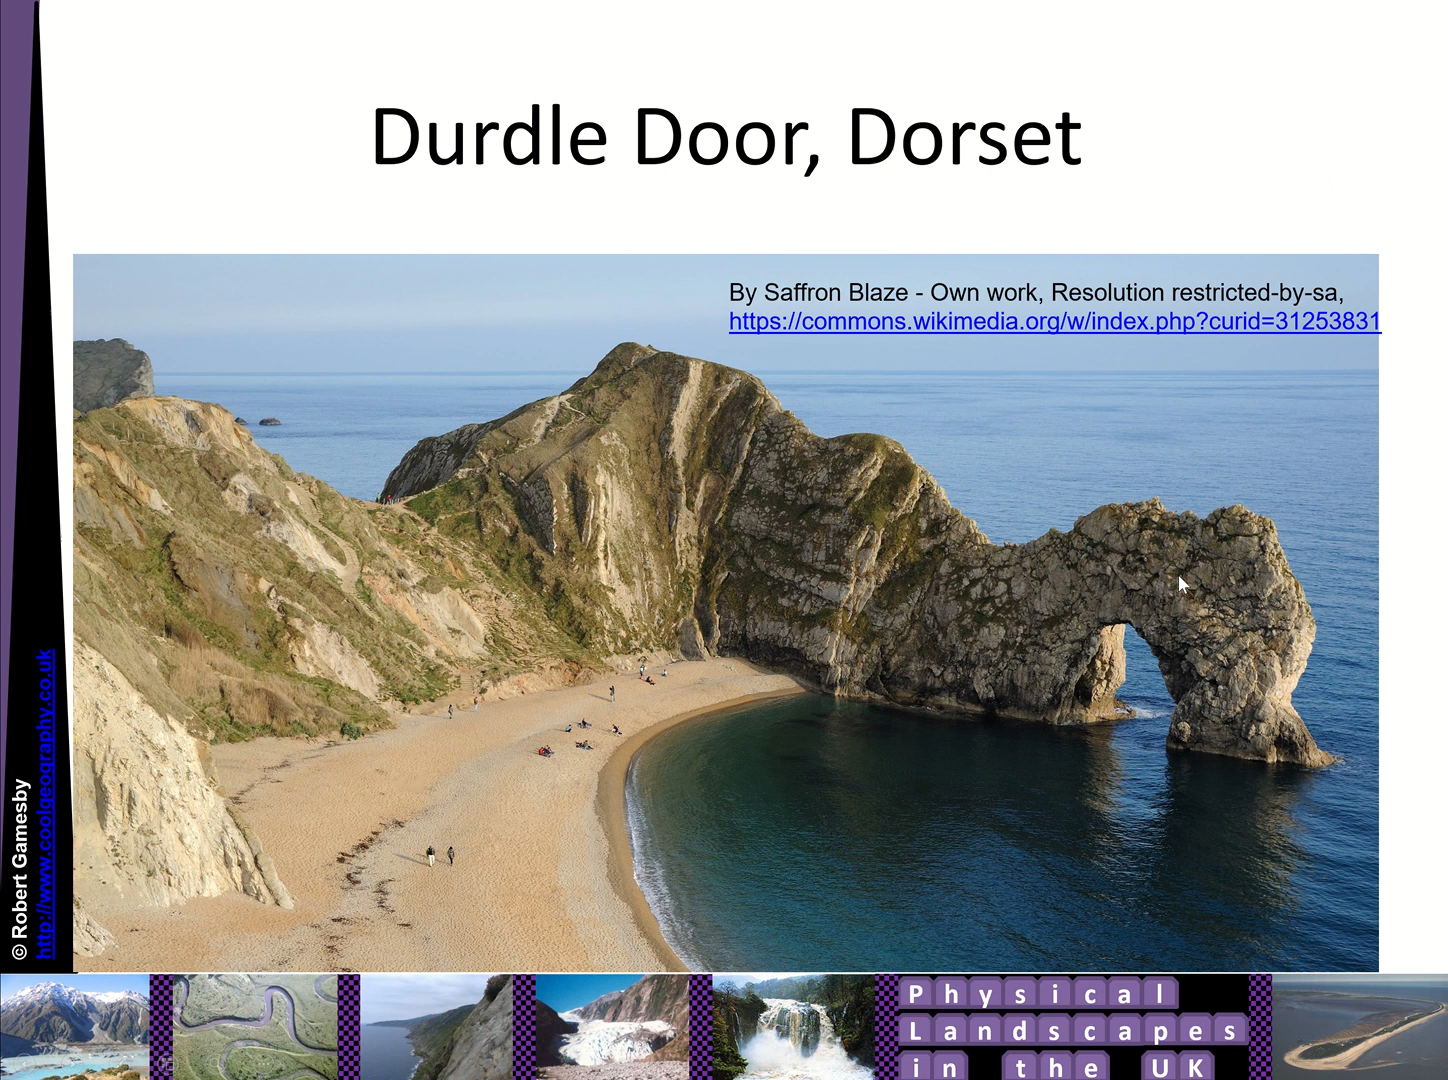 Durdle Door, Dorset
By Saffron Blaze - Own work, Resolution restricted-by-sa,
https://commons.wikimedia.org/w/index.php?curid=31253831
© Robert Gamesby
http://www.coolgeography.co.uk
Physical
Landscapes
in the UK